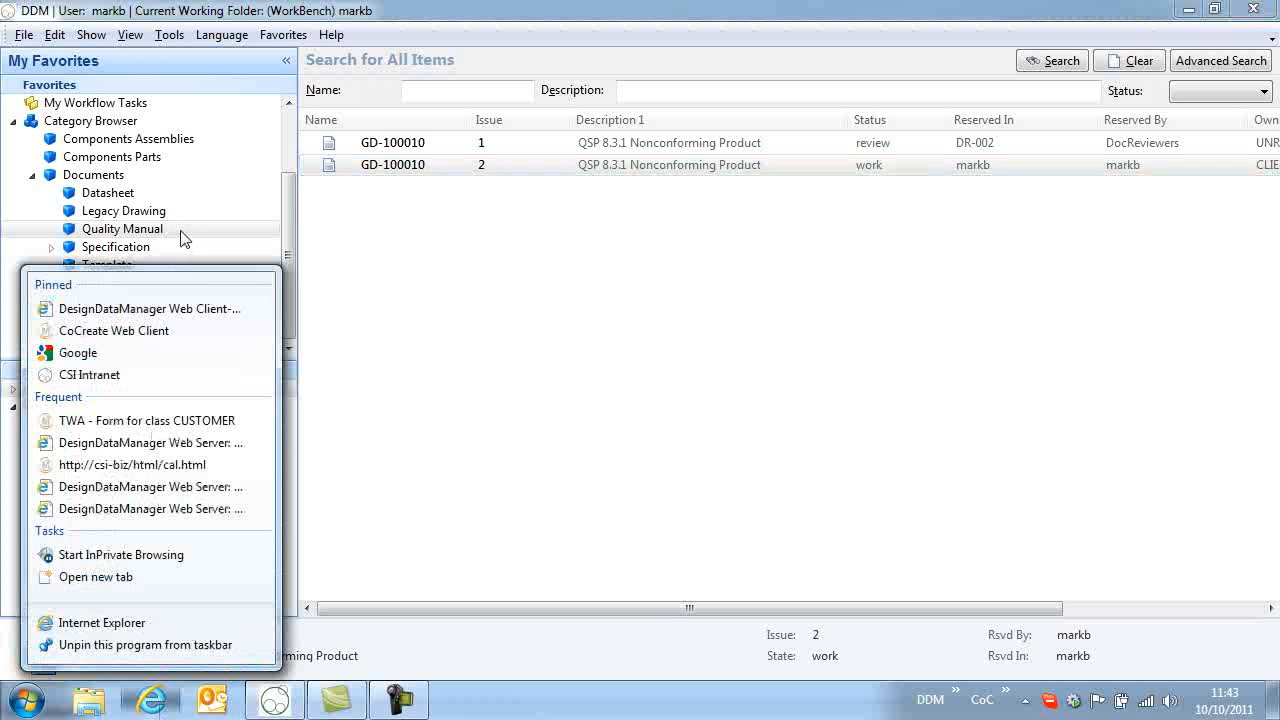 DDM | User: markb | Current Working Folder: (WorkBench) markb
File Edit Show View Tools Language Favorites Help
My Favorites «
Favorites
My Workflow Tasks
Category Browser
Components Assemblies
Components Parts
Documents
Datasheet
Legacy Drawing
Quality Manual
Specification
Template
Search for All Items
Search Clear Advanced Search
Name: Description: Status:
Name Issue Description 1 Status Reserved In Reserved By Own
GD-100010 1 QSP 8.3.1 Nonconforming Product review DR-002 DocReviewers UNR
GD-100010 2 QSP 8.3.1 Nonconforming Product work markb markb CLIE
Pinned
DesignDataManager Web Client-...
CoCreate Web Client
Google
CSI Intranet
Frequent
TWA - Form for class CUSTOMER
DesignDataManager Web Server: ...
http://csi-biz/html/cal.html
DesignDataManager Web Server: ...
DesignDataManager Web Server: ...
Tasks
Start InPrivate Browsing
Open new tab
Internet Explorer
Unpin this program from taskbar
Issue: 2 Rsvd By: markb
rming Product State: work Rsvd In: markb
DDM » CoC » 11:43
10/10/2011